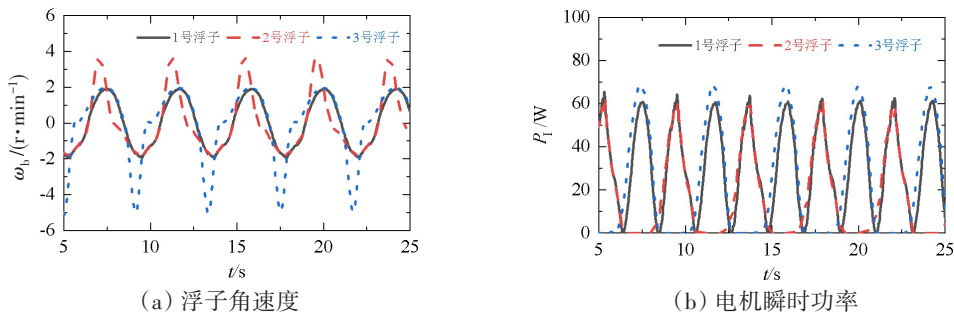 6
4
2
0
-2
-4
-6
ω_b/(r•min⁻¹)
1号浮子 2号浮子 3号浮子
5 10 15 20 25
t/s
(a) 浮子角速度
100
80
60
40
20
0
P_I/W
1号浮子 2号浮子 3号浮子
5 10 15 20 25
t/s
(b) 电机瞬时功率